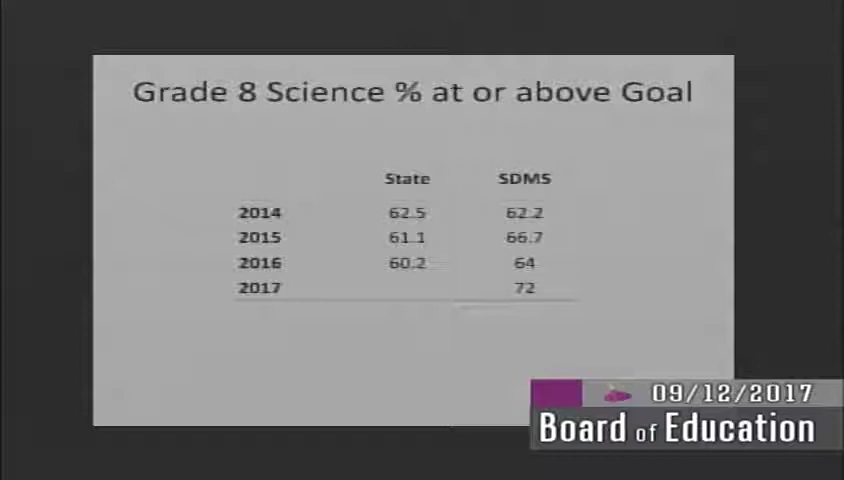 Grade 8 Science % at or above Goal
State SDMS
2014 62.5 62.2
2015 61.1 66.7
2016 60.2 64
2017 72
09/12/2017
Board of Education